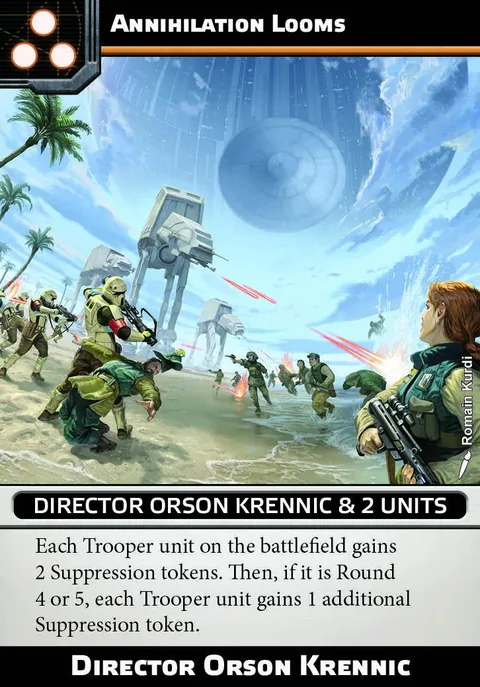 Annihilation Looms
Romain Kurdi
DIRECTOR ORSON KRENNIC & 2 UNITS
Each Trooper unit on the battlefield gains
2 Suppression tokens. Then, if it is Round
4 or 5, each Trooper unit gains 1 additional
Suppression token.
Director Orson Krennic